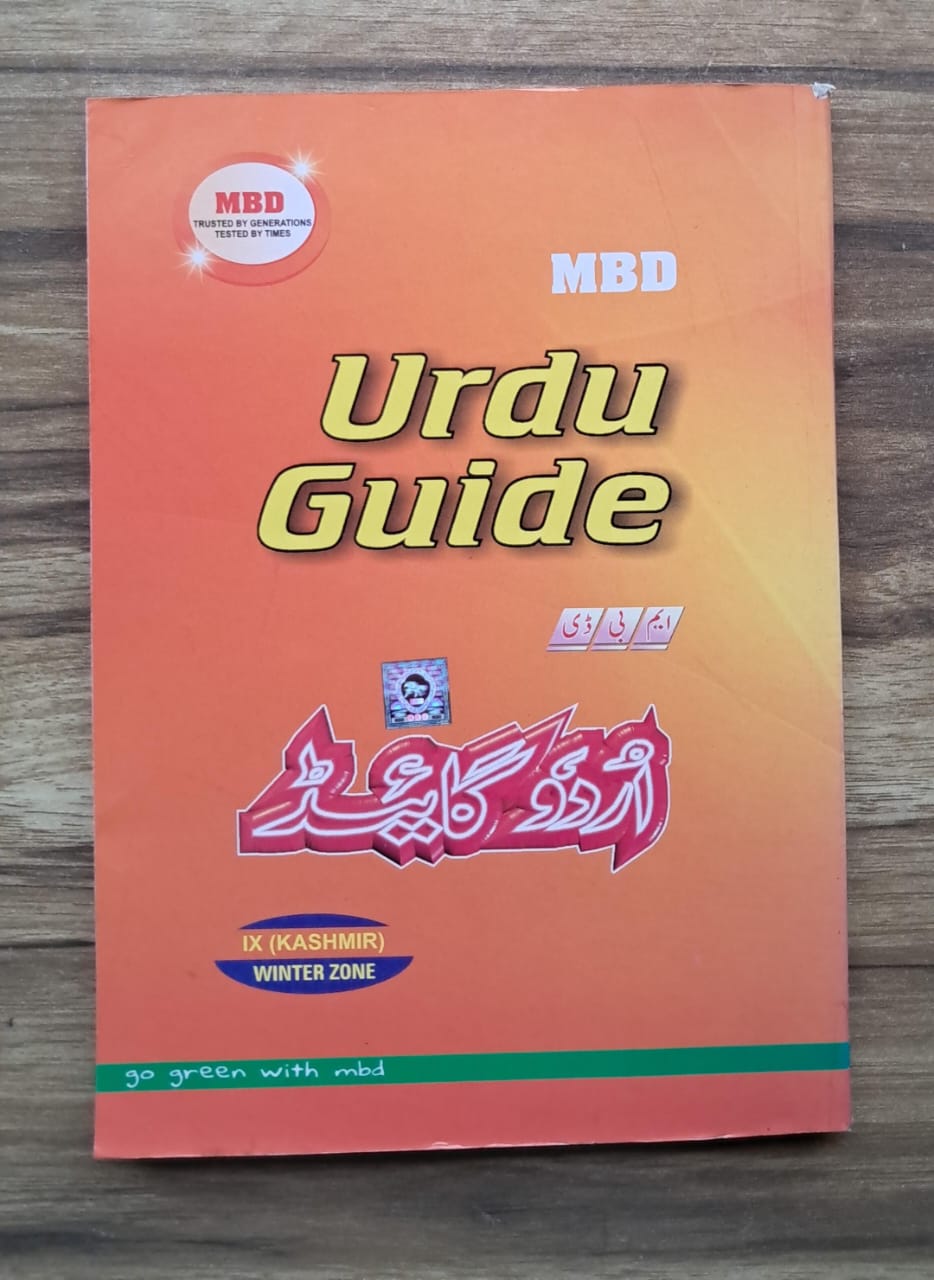 MBD
TRUSTED BY GENERATIONS
TESTED BY TIMES
MBD
Urdu
Guide
ایم بی ڈی
اُردوٗ گائیڈ
IX (KASHMIR)
WINTER ZONE
go green with mbd